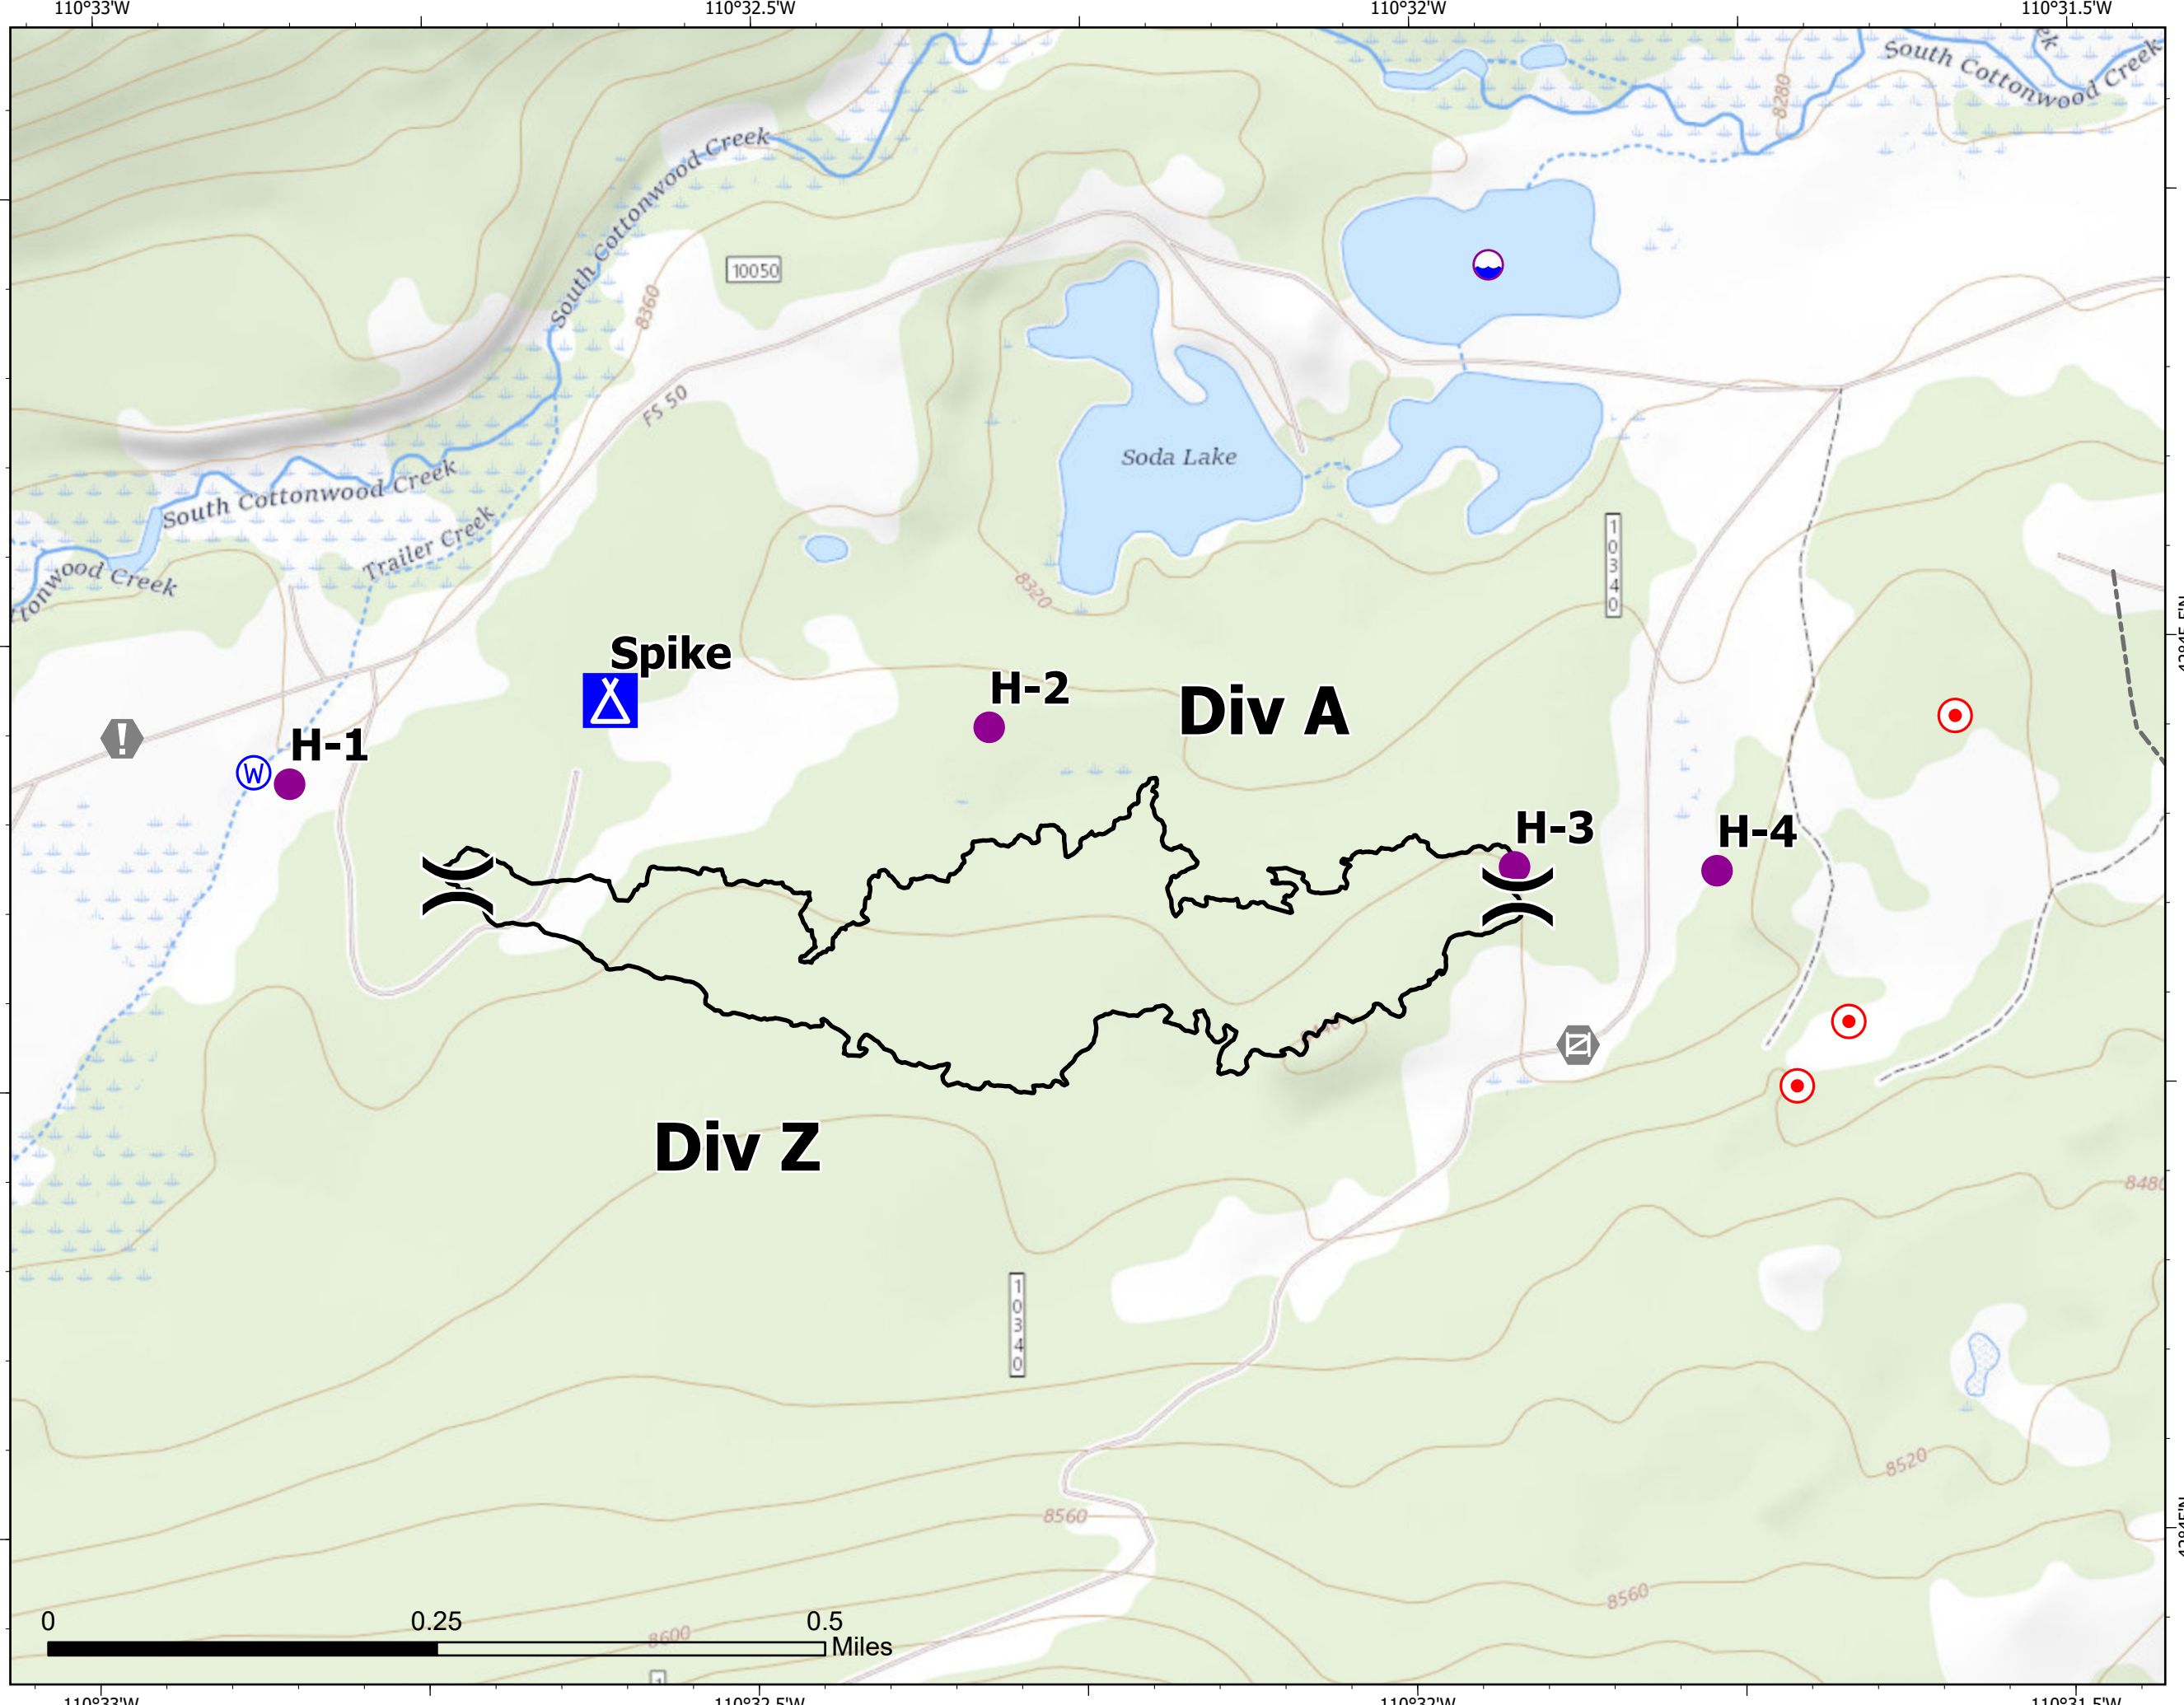 110°33'W
110°32.5'W
110°32'W
110°31.5'W
South Cottonwood Creek
8280
South Cottonwood Creek
10050
8360
FS 50
Soda Lake
South Cottonwood Creek
Trailer Creek
tonwood Creek
10340
8320
Spike
H-2
Div A
H-1
W
H-3
H-4
Div Z
8480
10340
8520
8560
8560
8600
0
0.25
0.5
Miles
110°33'W
110°32.5'W
110°32'W
110°31.5'W